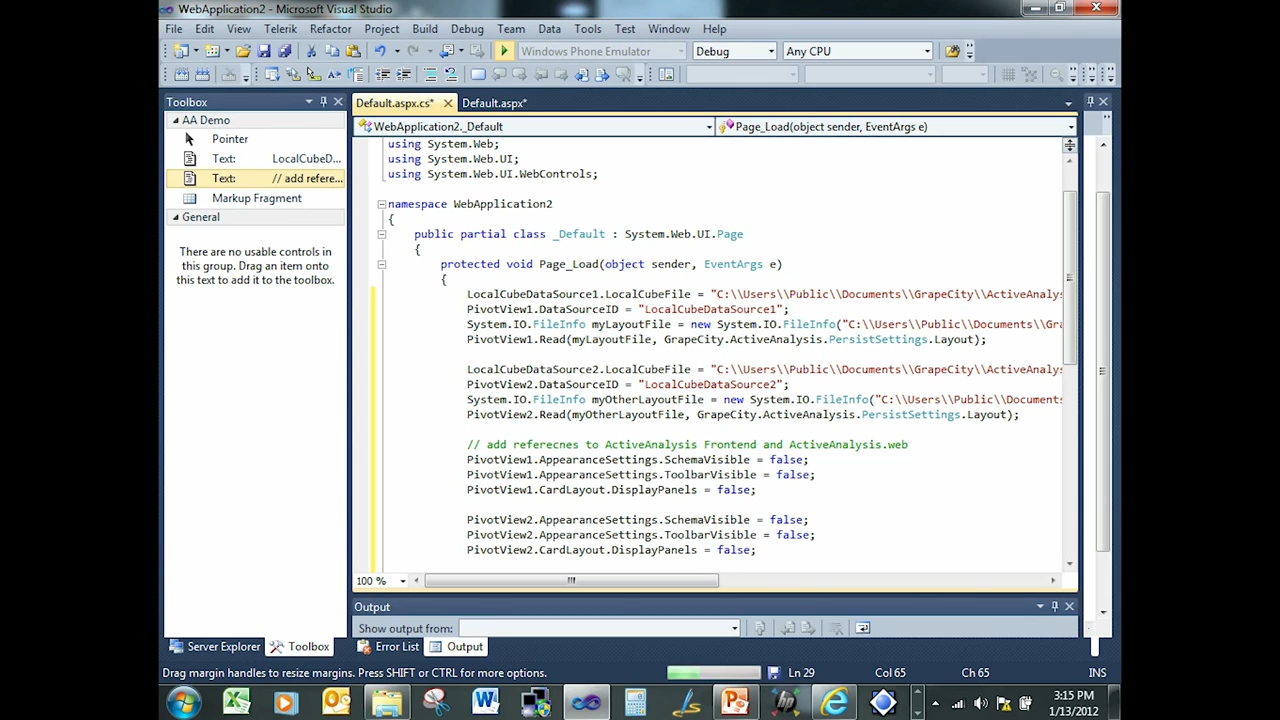 WebApplication2 - Microsoft Visual Studio
File Edit View Telerik Refactor Project Build Debug Team Data Tools Test Window Help
Windows Phone Emulator Debug Any CPU
Toolbox
AA Demo
Pointer
Text: LocalCubeD...
Text: // add refere...
Markup Fragment
General
There are no usable controls in
this group. Drag an item onto
this text to add it to the toolbox.
Default.aspx.cs* Default.aspx*
WebApplication2._Default Page_Load(object sender, EventArgs e)
using System.Web;
using System.Web.UI;
using System.Web.UI.WebControls;
namespace WebApplication2
{
public partial class _Default : System.Web.UI.Page
{
protected void Page_Load(object sender, EventArgs e)
{
LocalCubeDataSource1.LocalCubeFile = "C:\\Users\\Public\\Documents\\GrapeCity\\ActiveAnalys
PivotView1.DataSourceID = "LocalCubeDataSource1";
System.IO.FileInfo myLayoutFile = new System.IO.FileInfo("C:\\Users\\Public\\Documents\\Gra
PivotView1.Read(myLayoutFile, GrapeCity.ActiveAnalysis.PersistSettings.Layout);
LocalCubeDataSource2.LocalCubeFile = "C:\\Users\\Public\\Documents\\GrapeCity\\ActiveAnalys
PivotView2.DataSourceID = "LocalCubeDataSource2";
System.IO.FileInfo myOtherLayoutFile = new System.IO.FileInfo("C:\\Users\\Public\\Documents
PivotView2.Read(myOtherLayoutFile, GrapeCity.ActiveAnalysis.PersistSettings.Layout);
// add referecnes to ActiveAnalysis Frontend and ActiveAnalysis.web
PivotView1.AppearanceSettings.SchemaVisible = false;
PivotView1.AppearanceSettings.ToolbarVisible = false;
PivotView1.CardLayout.DisplayPanels = false;
PivotView2.AppearanceSettings.SchemaVisible = false;
PivotView2.AppearanceSettings.ToolbarVisible = false;
PivotView2.CardLayout.DisplayPanels = false;
100 %
Output
Show output from:
Server Explorer Toolbox Error List Output
Drag margin handles to resize margins. Press SHIFT or CTRL for more options. Ln 29 Col 65 Ch 65 INS
3:15 PM
1/13/2012